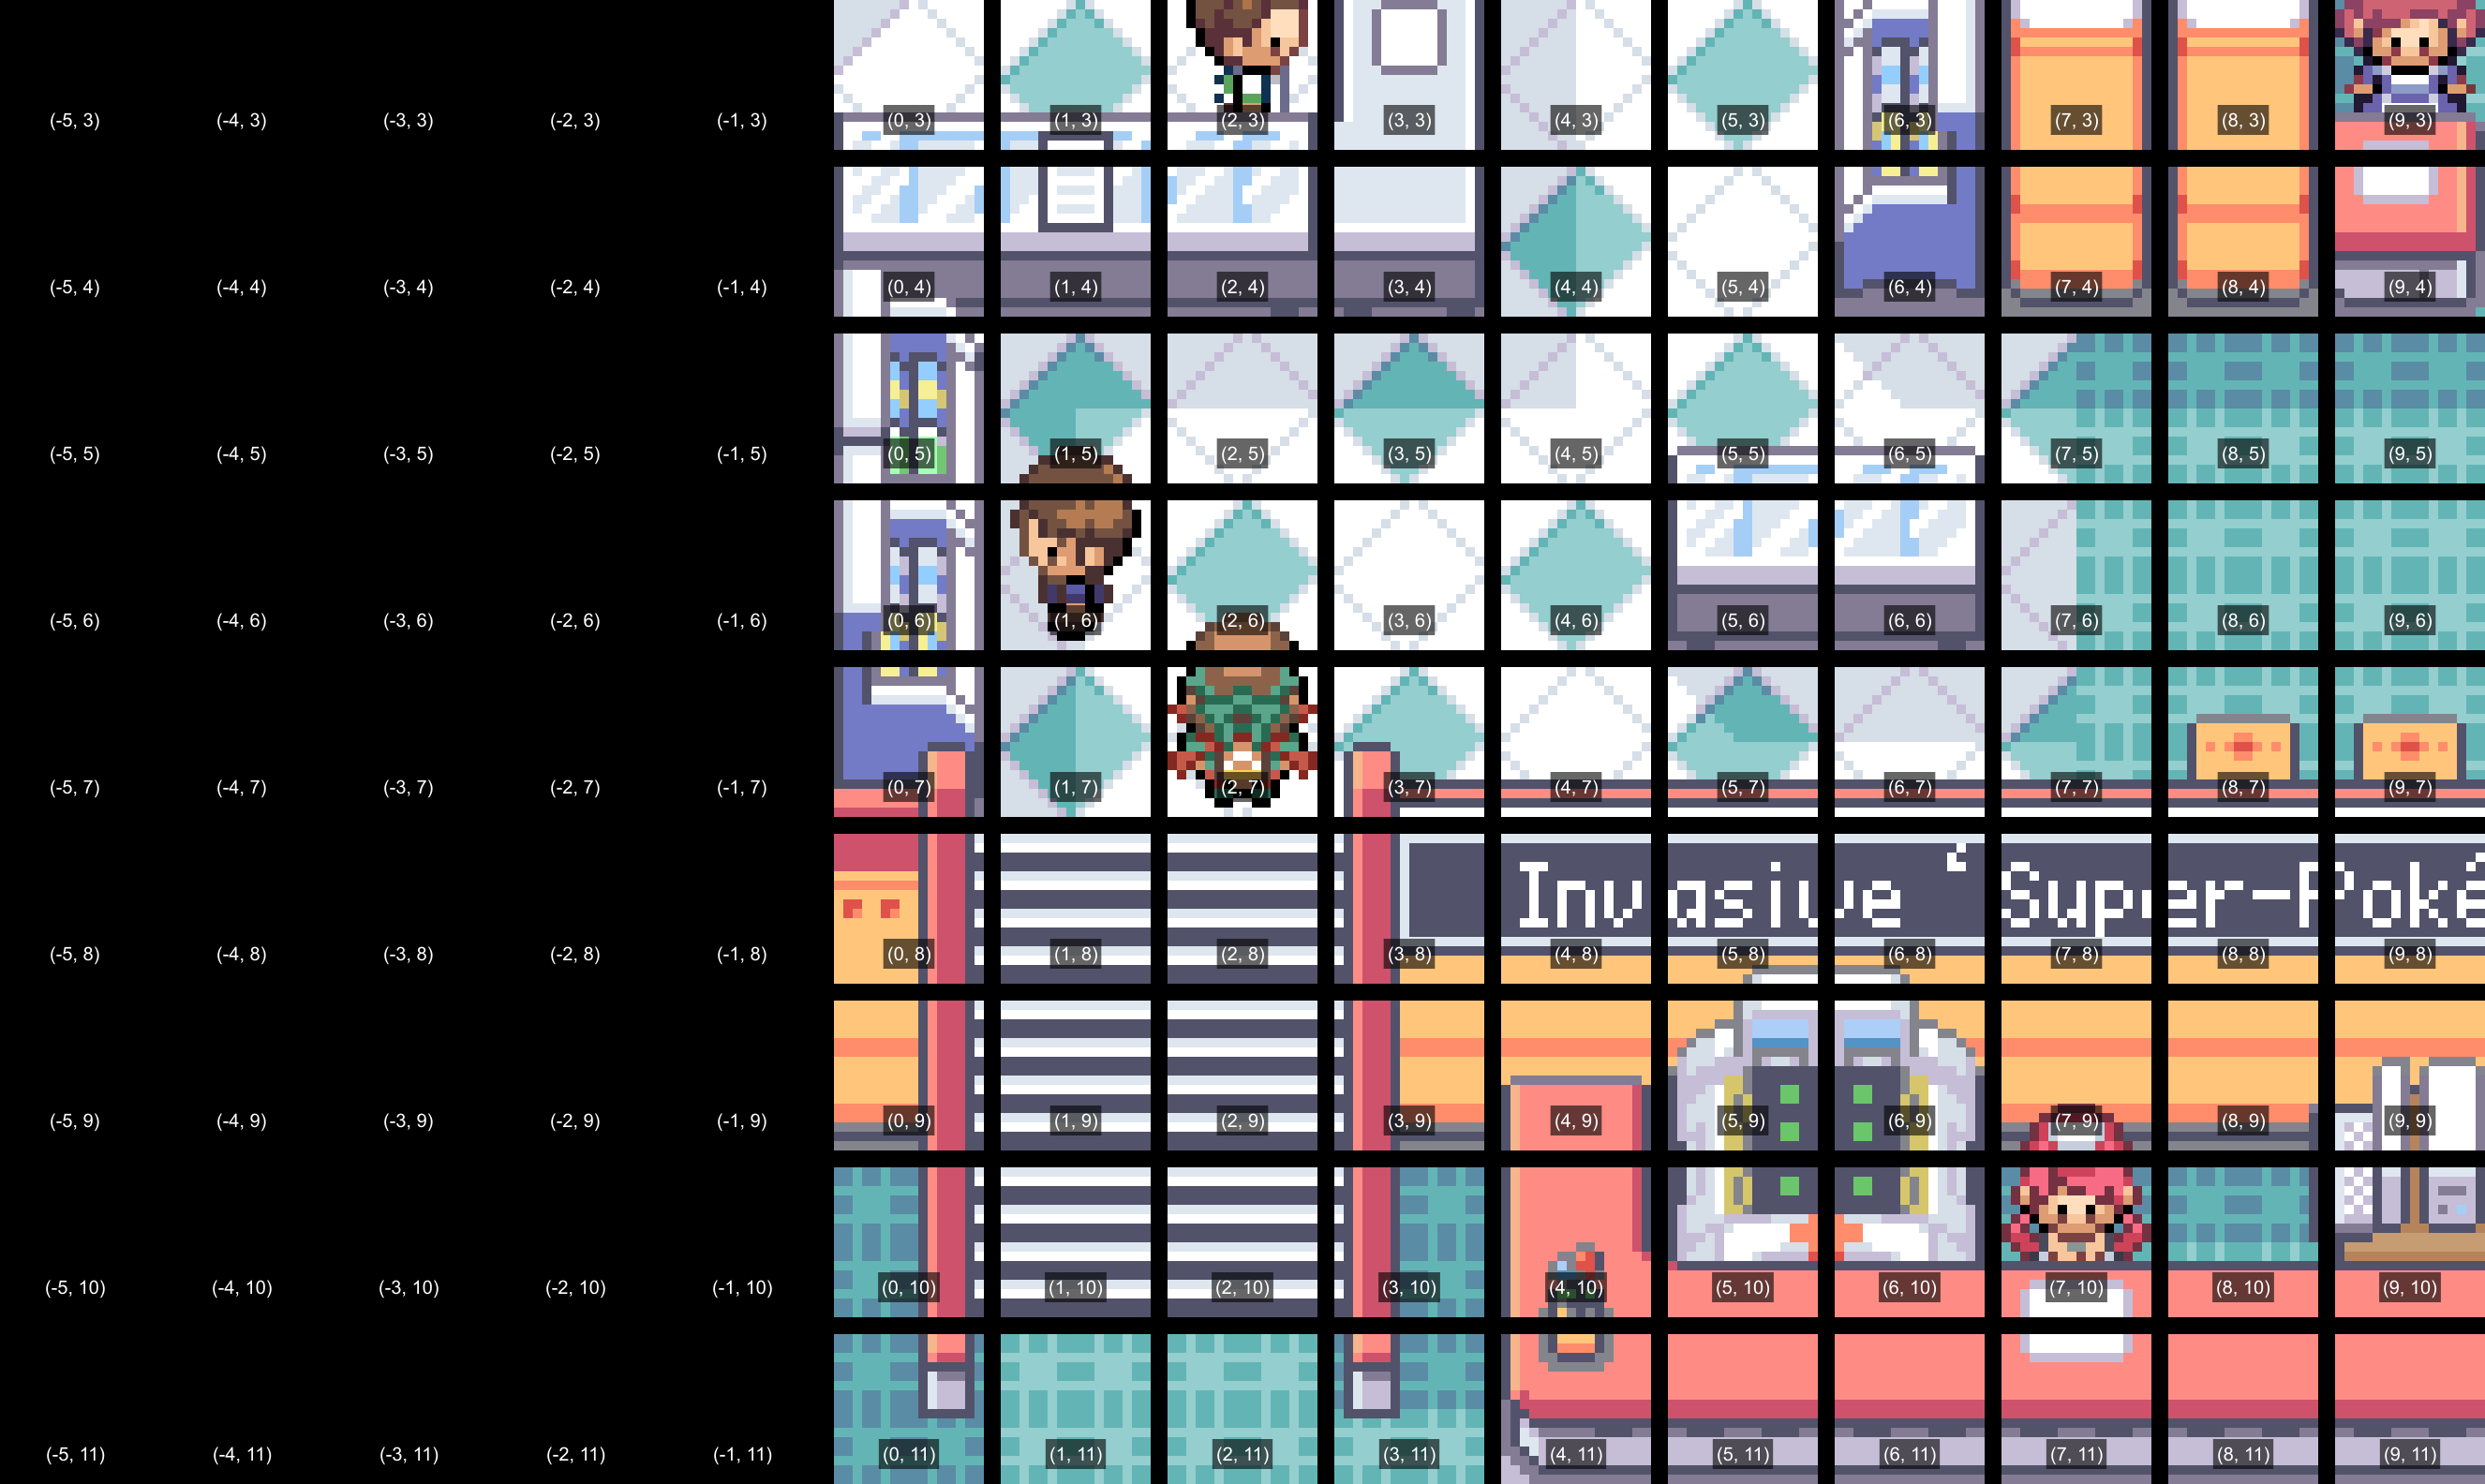 (-5, 3) (-4, 3) (-3, 3) (-2, 3) (-1, 3) (0, 3) (1, 3) (2, 3) (3, 3) (4, 3) (5, 3) (6, 3) (7, 3) (8, 3) (9, 3)
(-5, 4) (-4, 4) (-3, 4) (-2, 4) (-1, 4) (0, 4) (1, 4) (2, 4) (3, 4) (4, 4) (5, 4) (6, 4) (7, 4) (8, 4) (9, 4)
(-5, 5) (-4, 5) (-3, 5) (-2, 5) (-1, 5) (0, 5) (1, 5) (2, 5) (3, 5) (4, 5) (5, 5) (6, 5) (7, 5) (8, 5) (9, 5)
(-5, 6) (-4, 6) (-3, 6) (-2, 6) (-1, 6) (0, 6) (1, 6) (2, 6) (3, 6) (4, 6) (5, 6) (6, 6) (7, 6) (8, 6) (9, 6)
(-5, 7) (-4, 7) (-3, 7) (-2, 7) (-1, 7) (0, 7) (1, 7) (2, 7) (3, 7) (4, 7) (5, 7) (6, 7) (7, 7) (8, 7) (9, 7)
Invasive ‘Super-Poké
(-5, 8) (-4, 8) (-3, 8) (-2, 8) (-1, 8) (0, 8) (1, 8) (2, 8) (3, 8) (4, 8) (5, 8) (6, 8) (7, 8) (8, 8) (9, 8)
(-5, 9) (-4, 9) (-3, 9) (-2, 9) (-1, 9) (0, 9) (1, 9) (2, 9) (3, 9) (4, 9) (5, 9) (6, 9) (7, 9) (8, 9) (9, 9)
(-5, 10) (-4, 10) (-3, 10) (-2, 10) (-1, 10) (0, 10) (1, 10) (2, 10) (3, 10) (4, 10) (5, 10) (6, 10) (7, 10) (8, 10) (9, 10)
(-5, 11) (-4, 11) (-3, 11) (-2, 11) (-1, 11) (0, 11) (1, 11) (2, 11) (3, 11) (4, 11) (5, 11) (6, 11) (7, 11) (8, 11) (9, 11)